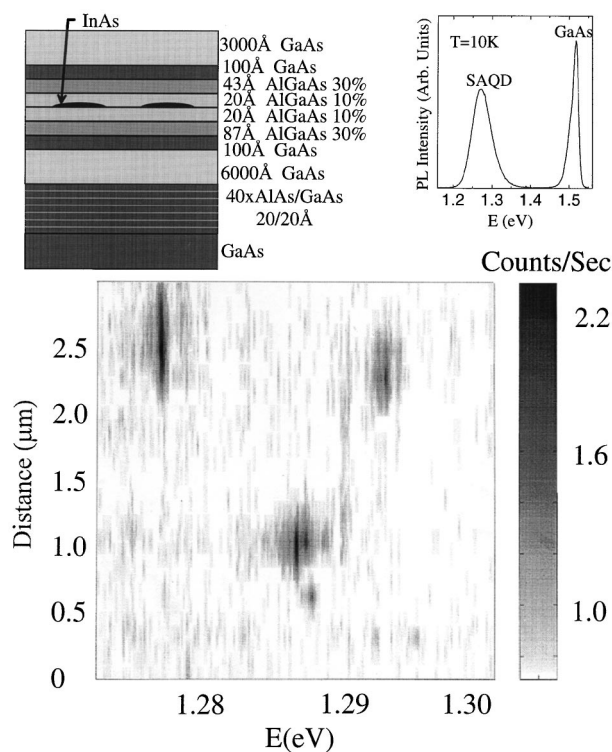 InAs
3000Å GaAs
100Å GaAs
43Å AlGaAs 30%
20Å AlGaAs 10%
20Å AlGaAs 10%
87Å AlGaAs 30%
100Å GaAs
6000Å GaAs
40xAlAs/GaAs
20/20Å
GaAs
PL Intensity (Arb. Units)
T=10K
GaAs
SAQD
1.2 1.3 1.4 1.5
E (eV)
Counts/Sec
2.2
1.6
1.0
Distance (μm)
2.5
2.0
1.5
1.0
0.5
0
1.28 1.29 1.30
E(eV)